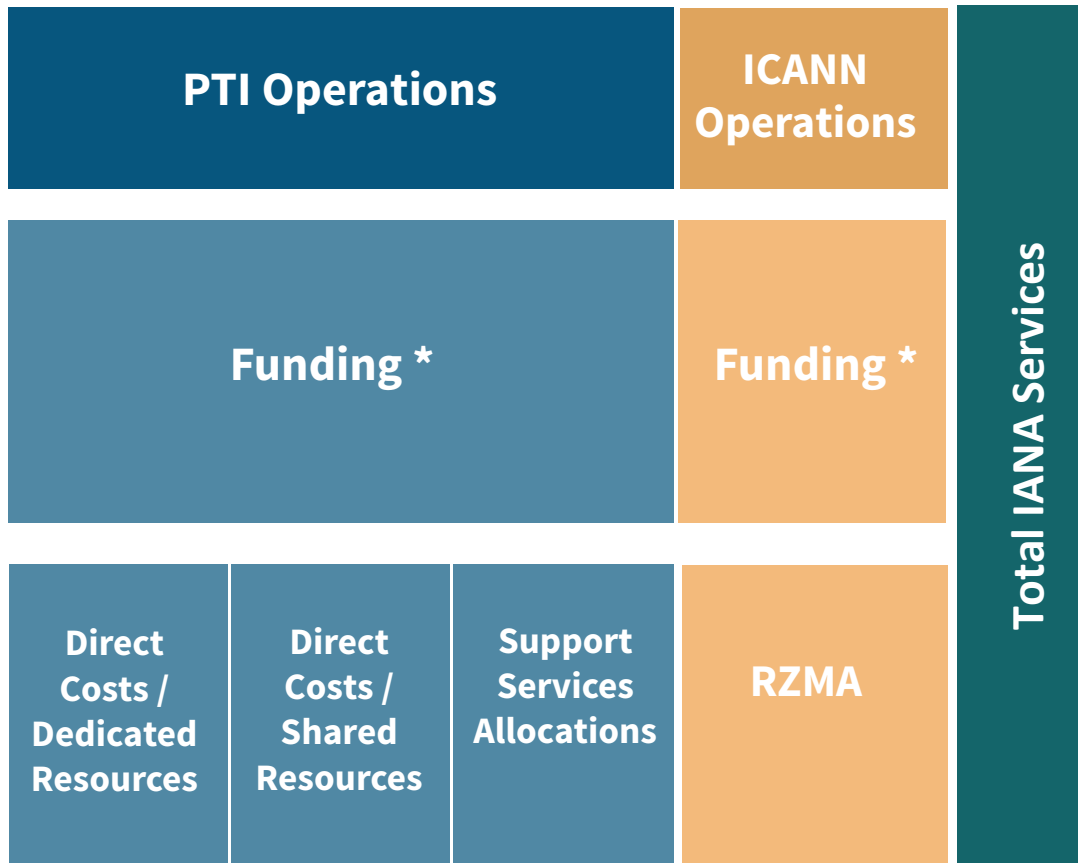 PTI Operations
ICANN
Operations
Funding *
Funding *
Direct
Costs /
Dedicated
Resources
Direct
Costs /
Shared
Resources
Support
Services
Allocations
RZMA
Total IANA Services